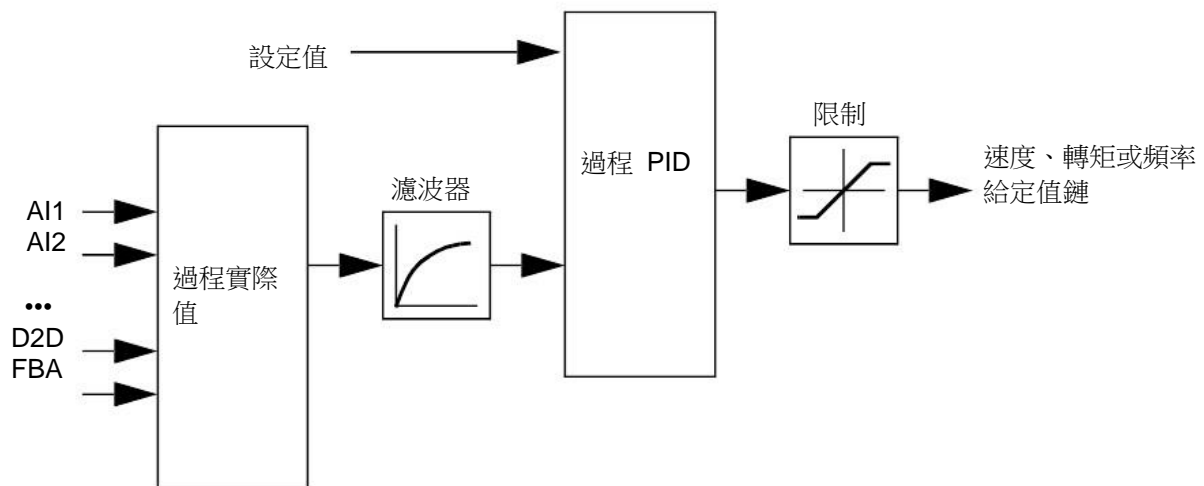 設定值
過程 PID
限制
速度、轉矩或頻率
給定值鏈
濾波器
AI1
AI2
•••
D2D
FBA
過程實際
值